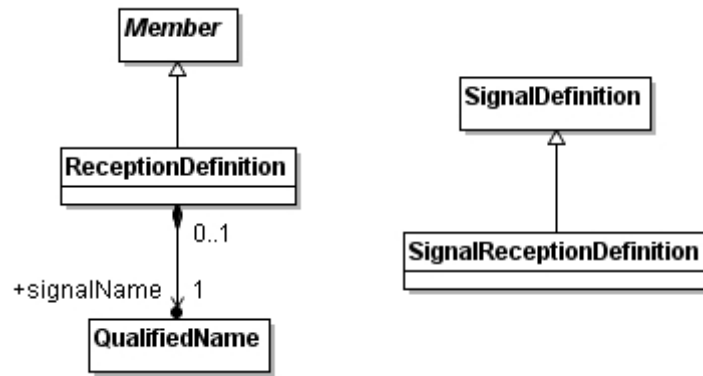 Member
SignalDefinition
ReceptionDefinition
0..1
SignalReceptionDefinition
+signalName
1
QualifiedName